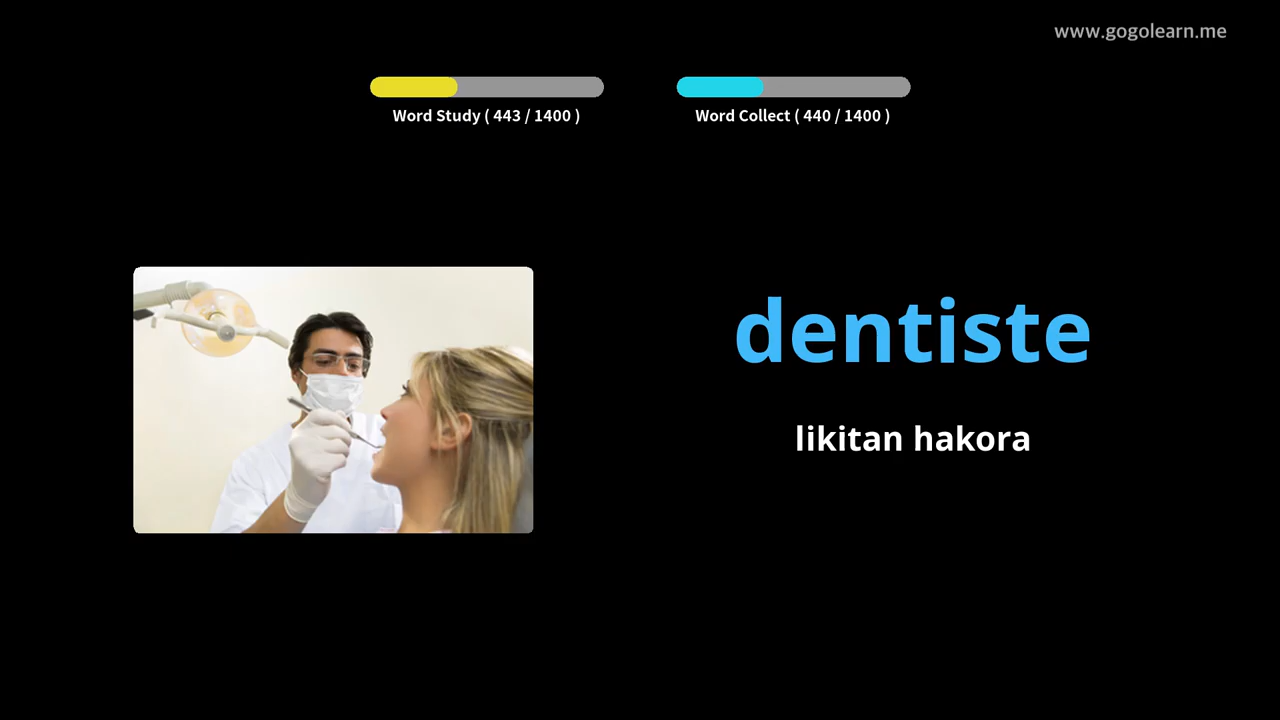 www.gogolearn.me
Word Study ( 443 / 1400 )
Word Collect ( 440 / 1400 )
dentiste
likitan hakora